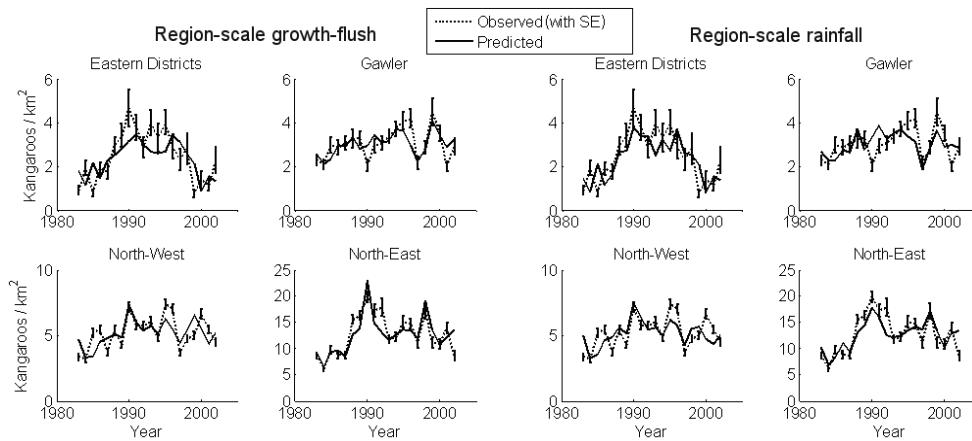 Region-scale growth-flush
Observed (with SE)
Predicted
Region-scale rainfall
Eastern Districts
Gawler
Eastern Districts
Gawler
Kangaroos / km²
6
4
2
0
1980 1990 2000
6
4
2
0
1980 1990 2000
6
4
2
0
1980 1990 2000
6
4
2
0
1980 1990 2000
North-West
North-East
North-West
North-East
Kangaroos / km²
10
5
0
1980 1990 2000
Year
25
20
15
10
5
0
1980 1990 2000
Year
10
5
0
1980 1990 2000
Year
25
20
15
10
5
0
1980 1990 2000
Year